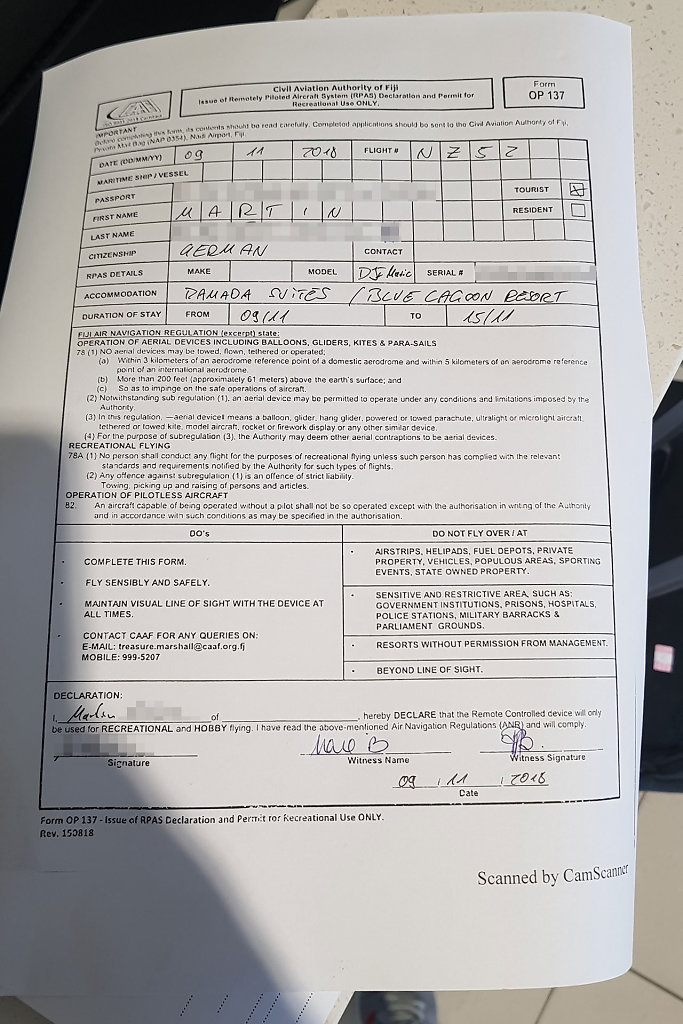 Civil Aviation Authority of Fiji
Issue of Remotely Piloted Aircraft System (RPAS) Declaration and Permit for
Recreational Use ONLY.
Form
OP 137
IMPORTANT
Before completing this form, its contents should be read carefully. Completed applications should be sent to the Civil Aviation Authority of Fiji,
Private Mail Bag (NAP 0354), Nadi Airport, Fiji.
DATE (DD/MM/YY) 09 11 2018 FLIGHT # NZ52
MARITIME SHIP / VESSEL
PASSPORT TOURIST
FIRST NAME MARTIN RESIDENT
LAST NAME
CITIZENSHIP GERMAN CONTACT
RPAS DETAILS MAKE MODEL DJI Mavic SERIAL #
ACCOMMODATION RAMADA SUITES / BLUE LAGOON RESORT
DURATION OF STAY FROM 09/11 TO 15/11
FIJI AIR NAVIGATION REGULATION (excerpt) state:
OPERATION OF AERIAL DEVICES INCLUDING BALLOONS, GLIDERS, KITES & PARA-SAILS
78 (1) NO aerial devices may be towed, flown, tethered or operated;
(a) Within 3 kilometers of an aerodrome reference point of a domestic aerodrome and within 5 kilometers of an aerodrome reference
point of an international aerodrome.
(b) More than 200 feet (approximately 61 meters) above the earth's surface; and
(c) So as to impinge on the safe operations of aircraft.
(2) Notwithstanding sub regulation (1), an aerial device may be permitted to operate under any conditions and limitations imposed by the
Authority.
(3) In this regulation, —aerial device‖ means a balloon, glider, hang glider, powered or towed parachute, ultralight or microlight aircraft,
tethered or towed kite, model aircraft, rocket or firework display or any other similar device.
(4) For the purpose of subregulation (3), the Authority may deem other aerial contraptions to be aerial devices.
RECREATIONAL FLYING
78A (1) No person shall conduct any flight for the purposes of recreational flying unless such person has complied with the relevant
standards and requirements notified by the Authority for such types of flights.
(2) Any offence against subregulation (1) is an offence of strict liability.
Towing, picking up and raising of persons and articles.
OPERATION OF PILOTLESS AIRCRAFT
82. An aircraft capable of being operated without a pilot shall not be so operated except with the authorisation in writing of the Authority
and in accordance with such conditions as may be specified in the authorisation.
DO's
• COMPLETE THIS FORM.
• FLY SENSIBLY AND SAFELY.
• MAINTAIN VISUAL LINE OF SIGHT WITH THE DEVICE AT
ALL TIMES.
• CONTACT CAAF FOR ANY QUERIES ON:
E-MAIL: treasure.marshall@caaf.org.fj
MOBILE: 999-5207
DO NOT FLY OVER / AT
• AIRSTRIPS, HELIPADS, FUEL DEPOTS, PRIVATE
PROPERTY, VEHICLES, POPULOUS AREAS, SPORTING
EVENTS, STATE OWNED PROPERTY.
• SENSITIVE AND RESTRICTIVE AREA, SUCH AS:
GOVERNMENT INSTITUTIONS, PRISONS, HOSPITALS,
POLICE STATIONS, MILITARY BARRACKS &
PARLIAMENT GROUNDS.
• RESORTS WITHOUT PERMISSION FROM MANAGEMENT.
• BEYOND LINE OF SIGHT.
DECLARATION:
I, Martin of , hereby DECLARE that the Remote Controlled device will only
be used for RECREATIONAL and HOBBY flying. I have read the above-mentioned Air Navigation Regulations (ANR) and will comply.
Signature Witness Name Witness Signature
09 / 11 / 2018
Date
Form OP 137 - Issue of RPAS Declaration and Permit for Recreational Use ONLY.
Rev. 150818
Scanned by CamScanner